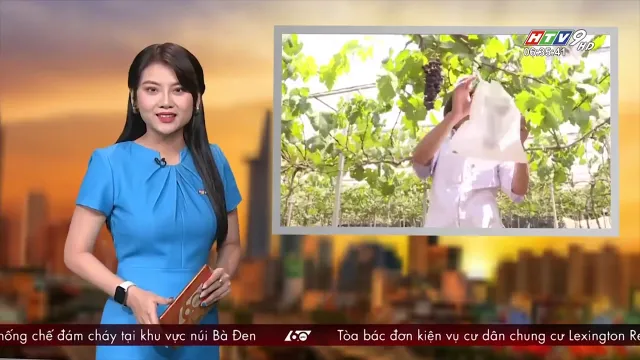 HTV9 HD
06:35:41
hống chế đám cháy tại khu vực núi Bà Đen 60 Tòa bác đơn kiện vụ cư dân chung cư Lexington Re